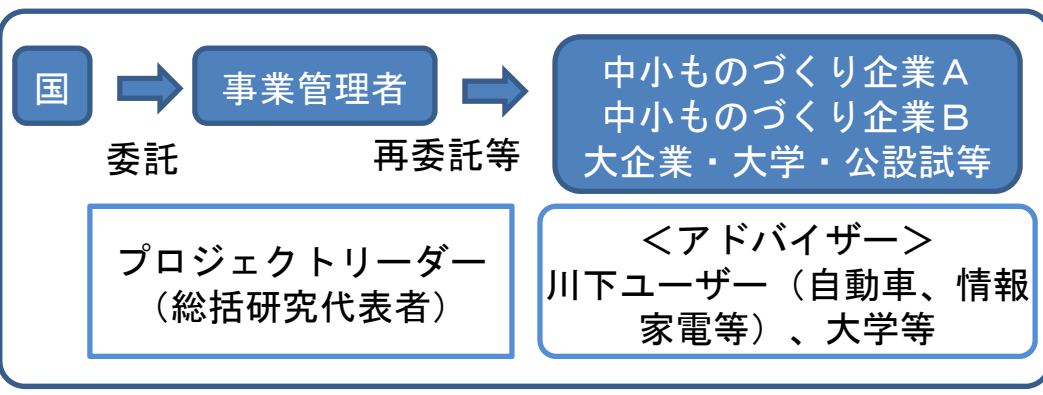 国
事業管理者
中小ものづくり企業A
中小ものづくり企業B
大企業・大学・公設試等
委託
再委託等
プロジェクトリーダー
（総括研究代表者）
＜アドバイザー＞
川下ユーザー（自動車、情報
家電等）、大学等